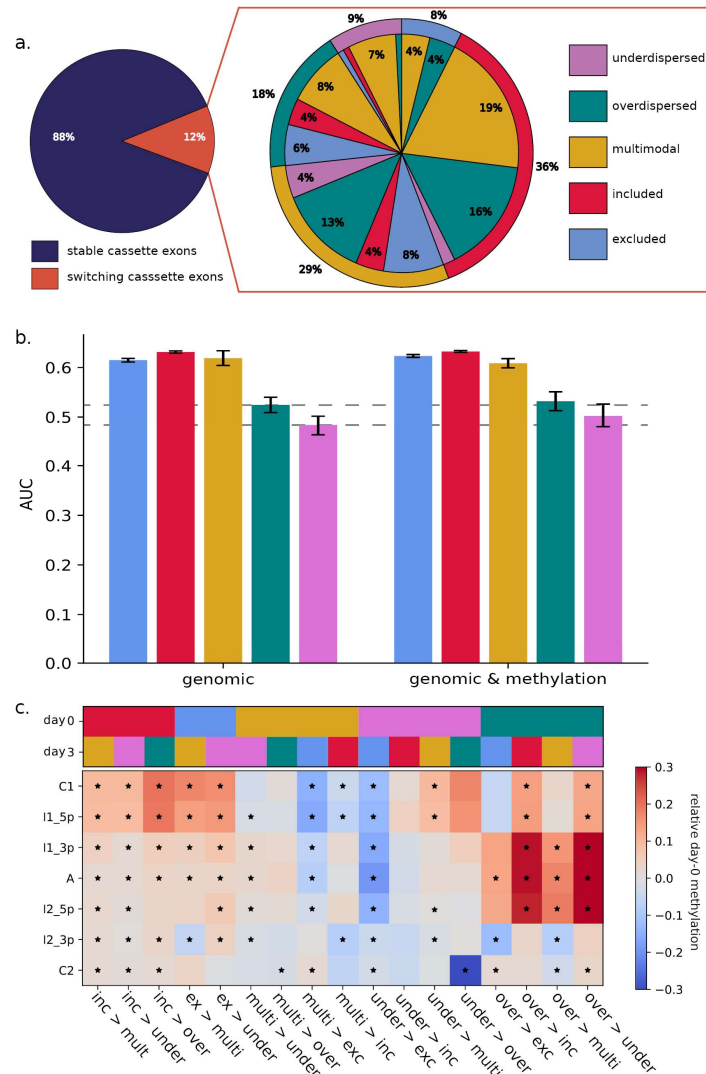 a.
88%
12%
stable cassette exons
switching casssette exons
9%
8%
18%
36%
29%
7%
4%
4%
19%
8%
4%
6%
4%
13%
4%
8%
16%
underdispersed
overdispersed
multimodal
included
excluded
b.
AUC
0.6
0.5
0.4
0.3
0.2
0.1
0.0
genomic
genomic & methylation
c.
day0
day3
C1
I1_5p
I1_3p
A
I2_5p
I2_3p
C2
inc > mult
inc > under
inc > over
ex > multi
ex > under
multi > under
multi > over
multi > exc
multi > inc
under > exc
under > inc
under > multi
under > over
over > exc
over > inc
over > multi
over > under
0.3
0.2
0.1
0.0
−0.1
−0.2
−0.3
relative day-0 methylation